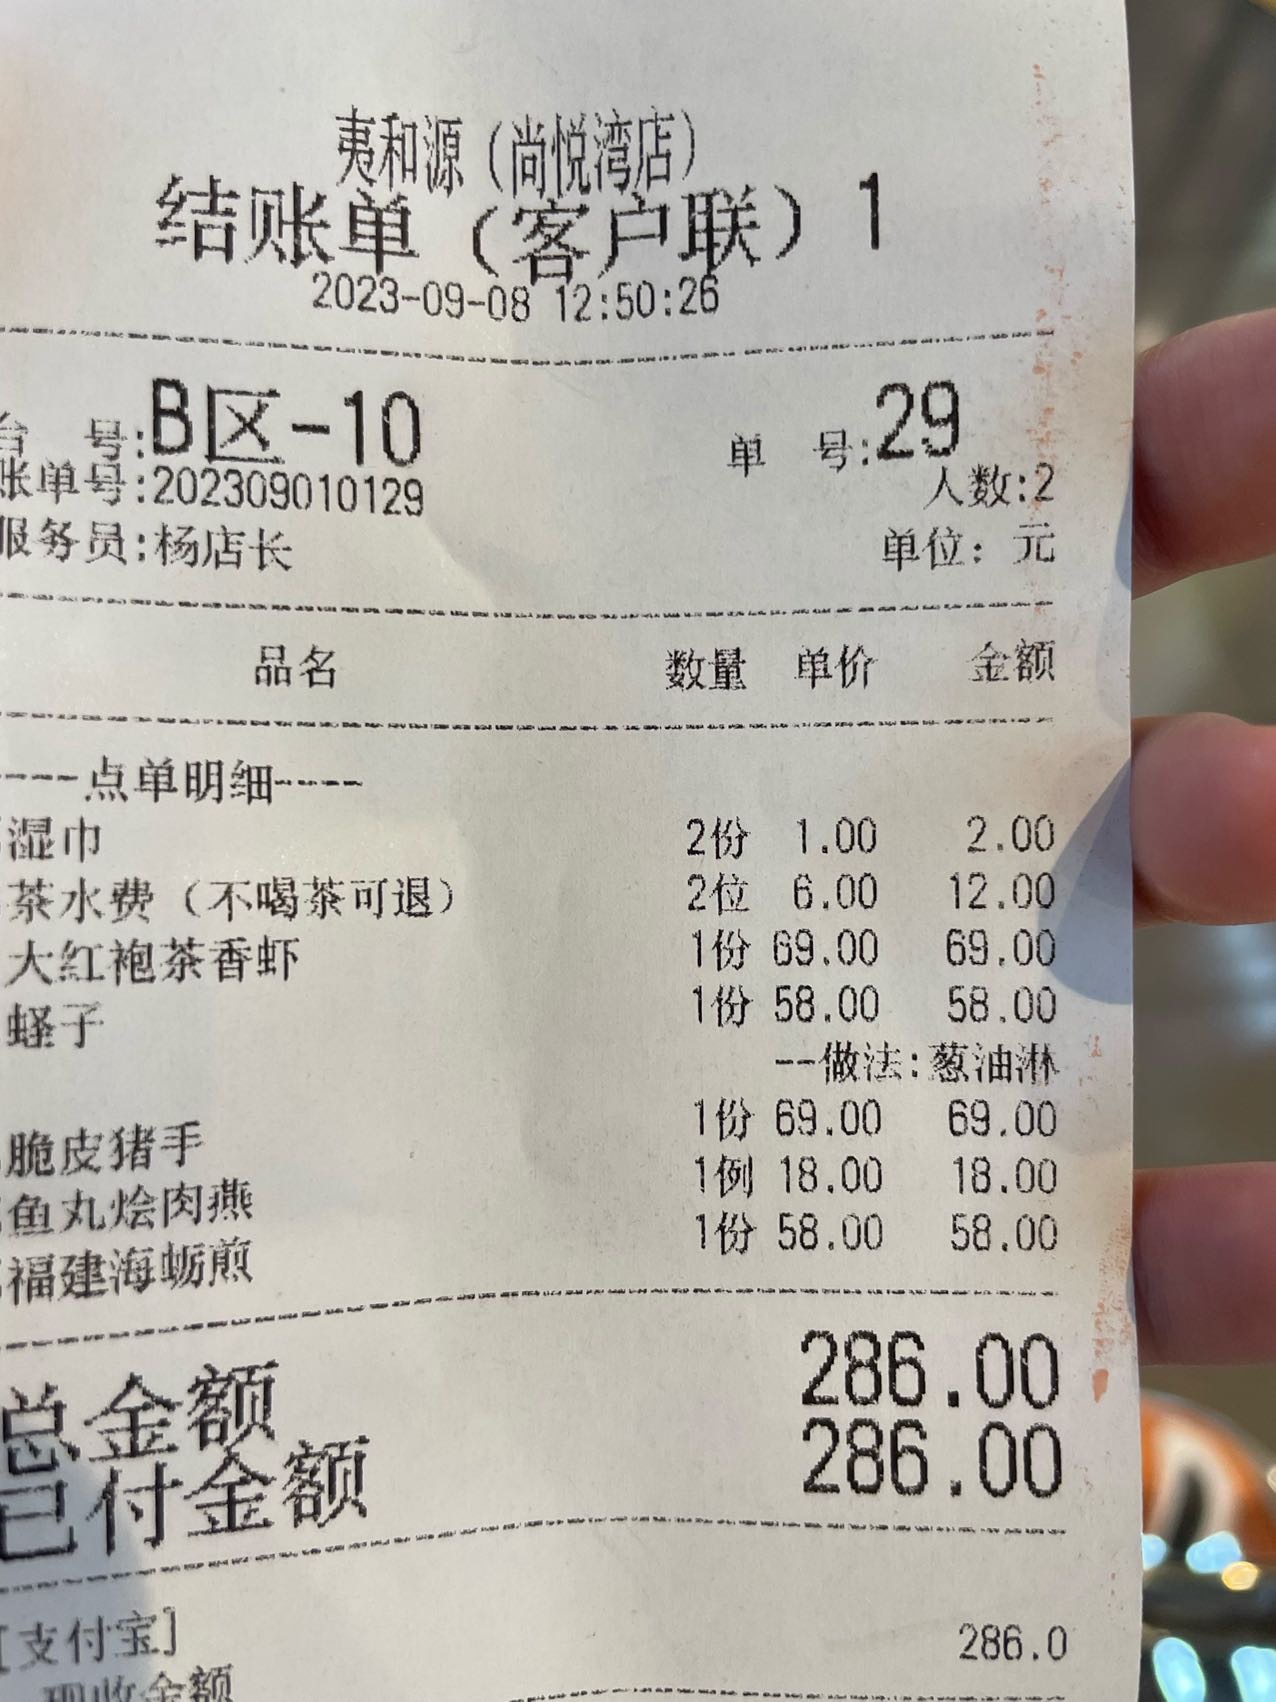 夷和源（尚悦湾店）
结账单（客户联）1
2023-09-08 12:50:26
台 号:B区-10 单 号:29
账单号:202309010129 人数:2
服务员:杨店长 单位: 元
品名 数量 单价 金额
----点单明细----
湿巾 2份 1.00 2.00
茶水费（不喝茶可退） 2位 6.00 12.00
大红袍茶香虾 1份 69.00 69.00
蛏子 1份 58.00 58.00
--做法:葱油淋
脆皮猪手 1份 69.00 69.00
鱼丸烩肉燕 1例 18.00 18.00
福建海蛎煎 1份 58.00 58.00
总金额 286.00
已付金额 286.00
[支付宝] 286.0
现收金额